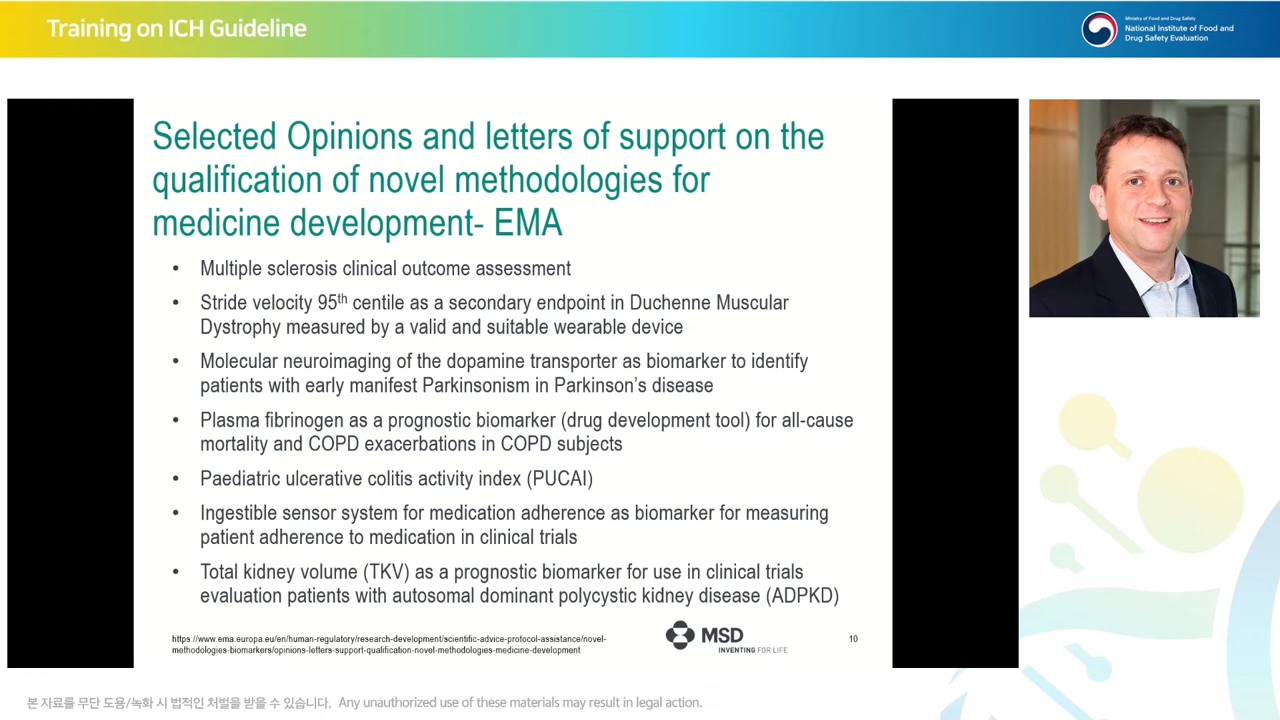 Training on ICH Guideline
Ministry of Food and Drug Safety
National Institute of Food and
Drug Safety Evaluation
Selected Opinions and letters of support on the
qualification of novel methodologies for
medicine development- EMA
• Multiple sclerosis clinical outcome assessment
• Stride velocity 95th centile as a secondary endpoint in Duchenne Muscular
Dystrophy measured by a valid and suitable wearable device
• Molecular neuroimaging of the dopamine transporter as biomarker to identify
patients with early manifest Parkinsonism in Parkinson's disease
• Plasma fibrinogen as a prognostic biomarker (drug development tool) for all-cause
mortality and COPD exacerbations in COPD subjects
• Paediatric ulcerative colitis activity index (PUCAI)
• Ingestible sensor system for medication adherence as biomarker for measuring
patient adherence to medication in clinical trials
• Total kidney volume (TKV) as a prognostic biomarker for use in clinical trials
evaluation patients with autosomal dominant polycystic kidney disease (ADPKD)
https://www.ema.europa.eu/en/human-regulatory/research-development/scientific-advice-protocol-assistance/novel-
methodologies-biomarkers/opinions-letters-support-qualification-novel-methodologies-medicine-development
MSD
INVENTING FOR LIFE
10
본 자료를 무단 도용/녹화 시 법적인 처벌을 받을 수 있습니다. Any unauthorized use of these materials may result in legal action.